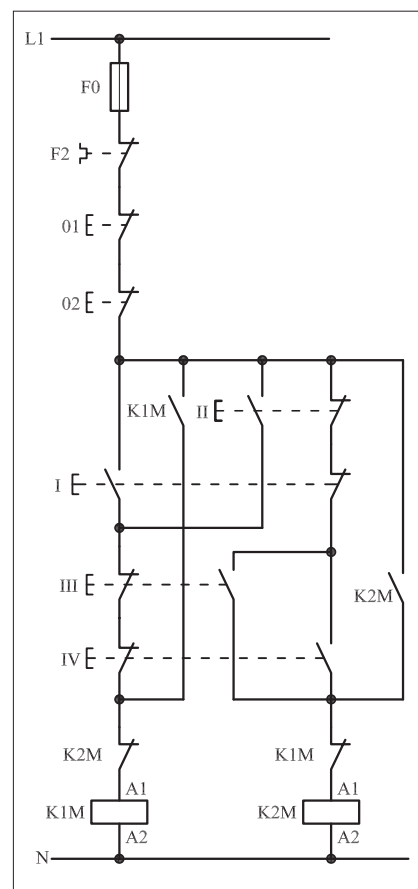 L1
F0
F2
01
02
K1M II
I
III K2M
IV
K2M K1M
A1 A1
K1M K2M
A2 A2
N